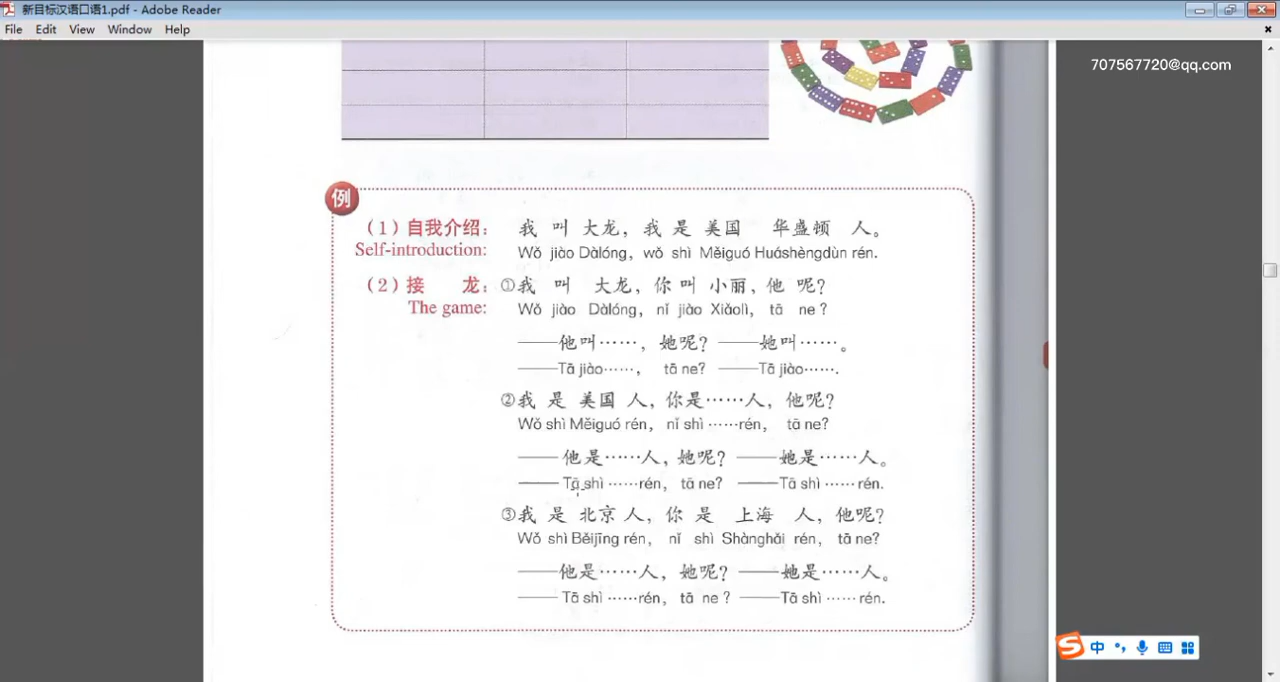 新目标汉语口语1.pdf - Adobe Reader
File Edit View Window Help
707567720@qq.com
例
（1）自我介绍： 我 叫 大龙，我 是 美国 华盛顿 人。
Self-introduction: Wǒ jiào Dàlóng, wǒ shì Měiguó Huáshèngdùn rén.
（2）接 龙：①我 叫 大龙，你 叫 小丽，他 呢？
The game: Wǒ jiào Dàlóng, nǐ jiào Xiǎolì, tā ne?
——他叫……，她呢？——她叫……。
——Tā jiào……, tā ne? ——Tā jiào…….
②我 是 美国 人，你是……人，他呢？
Wǒ shì Měiguó rén, nǐ shì ……rén, tā ne?
——他是……人，她呢？——她是……人。
——Tā shì ……rén, tā ne? ——Tā shì ……rén.
③我 是 北京 人，你 是 上海 人，他呢？
Wǒ shì Běijīng rén, nǐ shì Shànghǎi rén, tā ne?
——他是……人，她呢？——她是……人。
——Tā shì ……rén, tā ne? ——Tā shì ……rén.
中